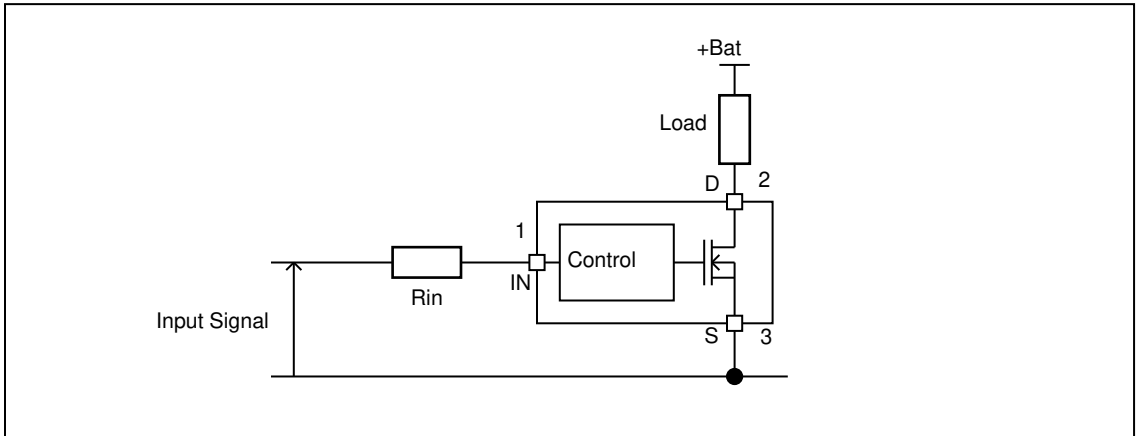 +Bat
Load
D
2
1
Control
IN
Rin
Input Signal
S
3